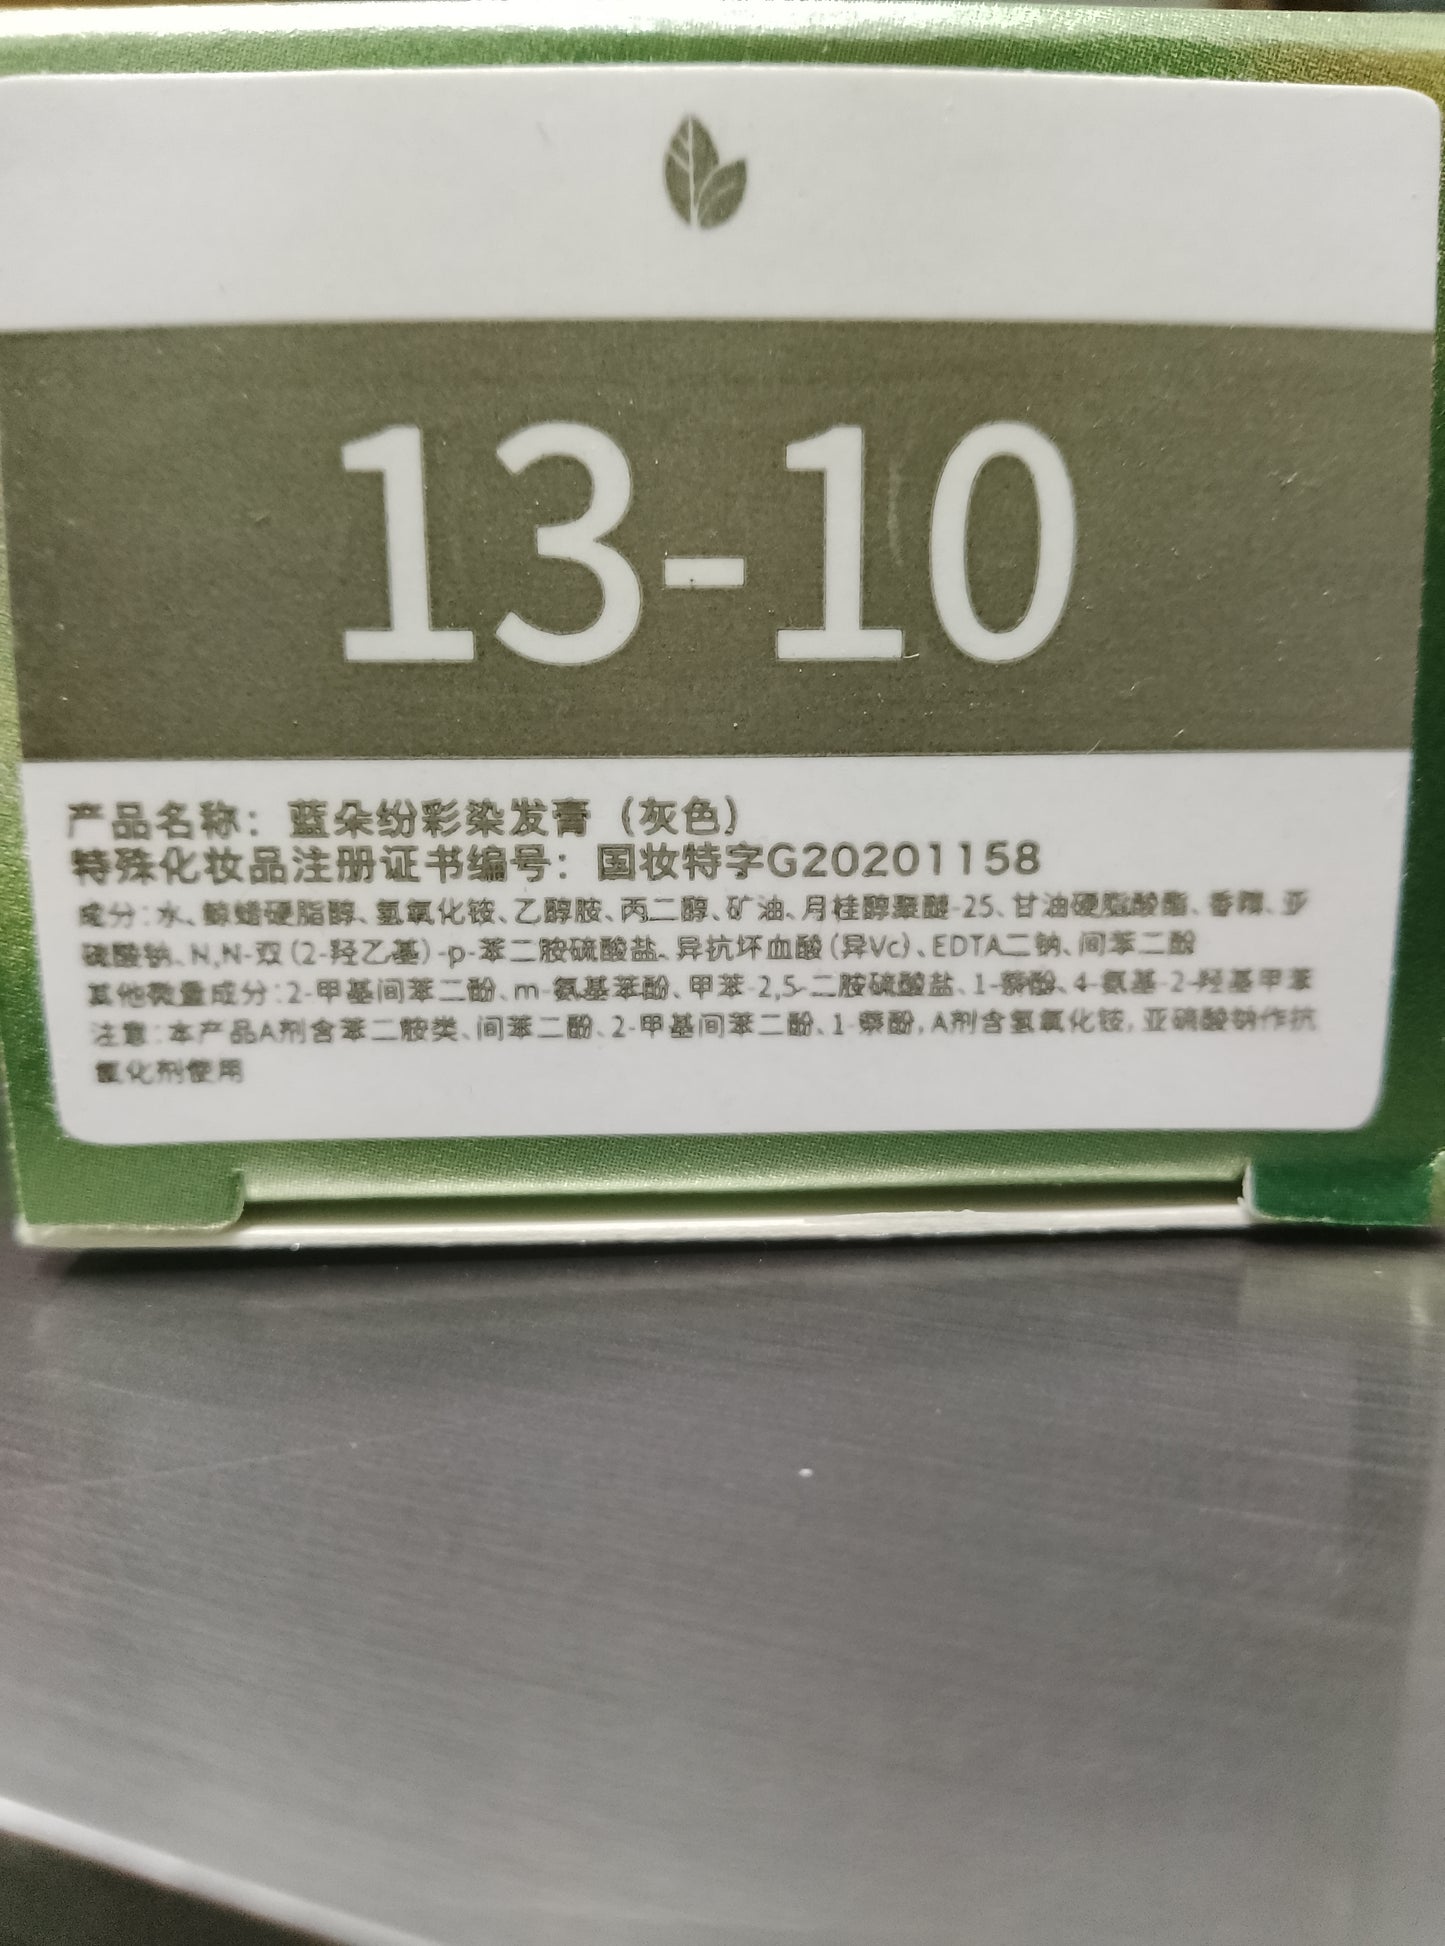 13-10
产品名称：蓝朵纷彩染发膏（灰色）
特殊化妆品注册证书编号：国妆特字G20201158
成分：水、鲸蜡硬脂醇、氢氧化铵、乙醇胺、丙二醇、矿油、月桂醇聚醚-25、甘油硬脂酸酯、香精、亚
硫酸钠、N,N-双(2-羟乙基)-p-苯二胺硫酸盐、异抗坏血酸(异Vc)、EDTA二钠、间苯二酚
其他微量成分：2-甲基间苯二酚、m-氨基苯酚、甲苯-2,5-二胺硫酸盐、1-萘酚、4-氨基-2-羟基甲苯
注意：本产品A剂含苯二胺类、间苯二酚、2-甲基间苯二酚、1-萘酚，A剂含氢氧化铵，亚硫酸钠作抗
氧化剂使用